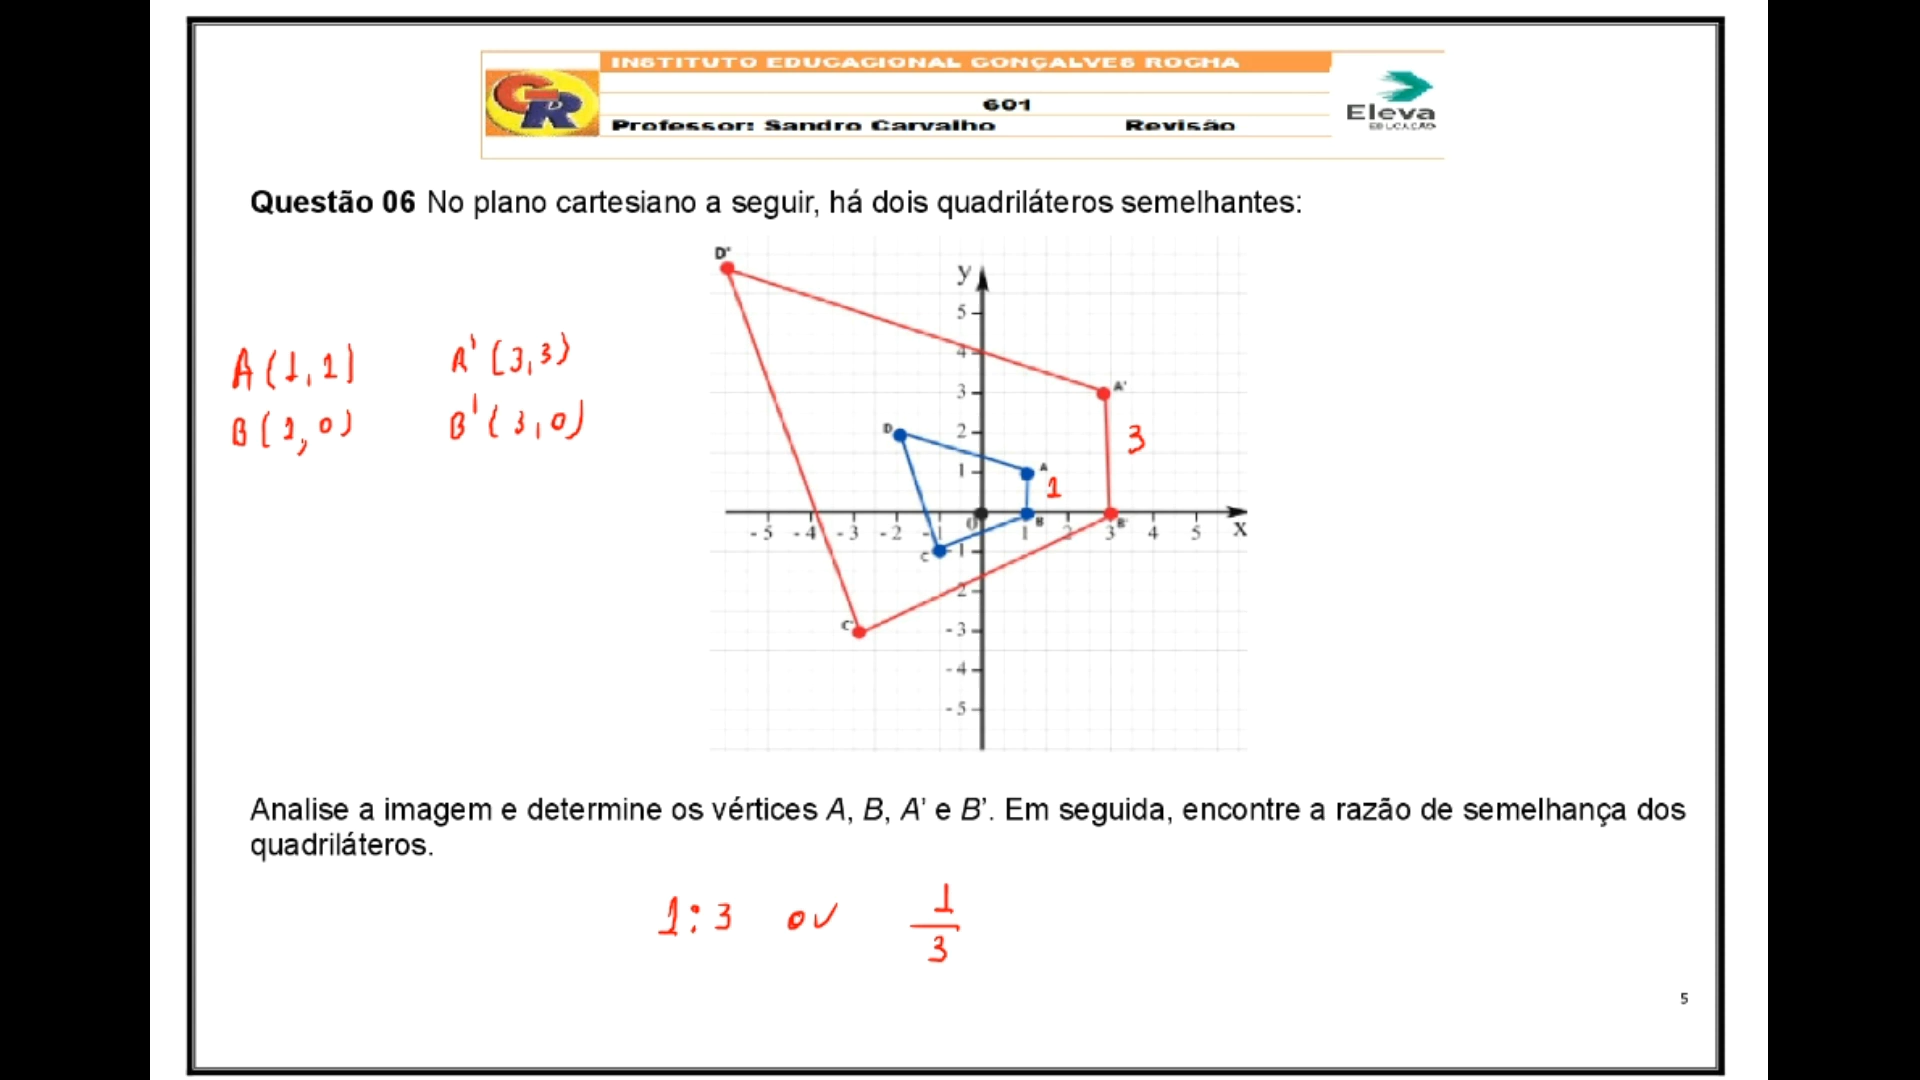 INSTITUTO EDUCACIONAL GONÇALVES ROCHA
GR
601
Professor: Sandro Carvalho Revisão
Eleva
EDUCAÇÃO
Questão 06 No plano cartesiano a seguir, há dois quadriláteros semelhantes:
D'
y
5
4
3
2
1
A'
3
D
A
1
A(1,1) A'(3,3)
B(1,0) B'(3,0)
-5 -4 -3 -2 -1 0 1 2 3 4 5 x
B
B'
C
-1
-2
C'
-3
-4
-5
Analise a imagem e determine os vértices A, B, A’ e B’. Em seguida, encontre a razão de semelhança dos
quadriláteros.
1:3 ou 1
3
5